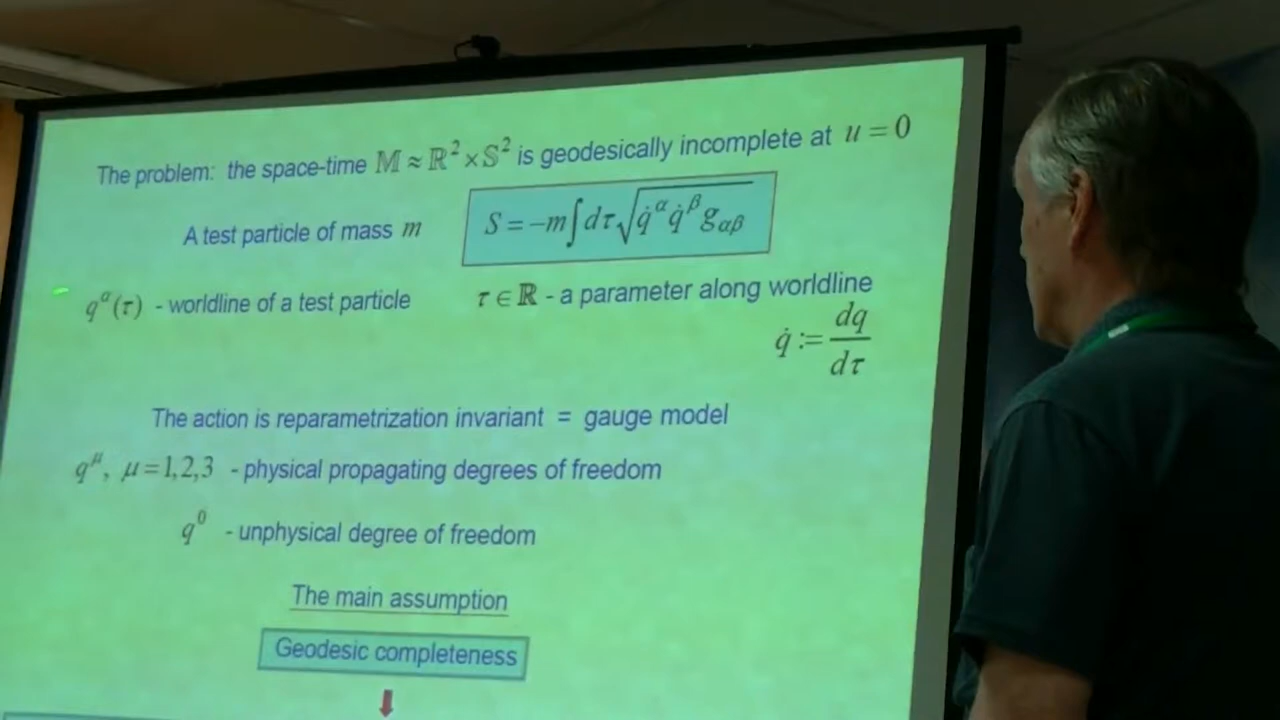 The problem: the space-time 𝕄 ≈ ℝ² × 𝕊² is geodesically incomplete at u = 0
A test particle of mass m S = −m∫dτ√(q̇^α q̇^β g_αβ)
q^α(τ) - worldline of a test particle τ ∈ ℝ - a parameter along worldline
q̇ := dq/dτ
The action is reparametrization invariant = gauge model
q^μ, μ = 1,2,3 - physical propagating degrees of freedom
q⁰ - unphysical degree of freedom
The main assumption
Geodesic completeness